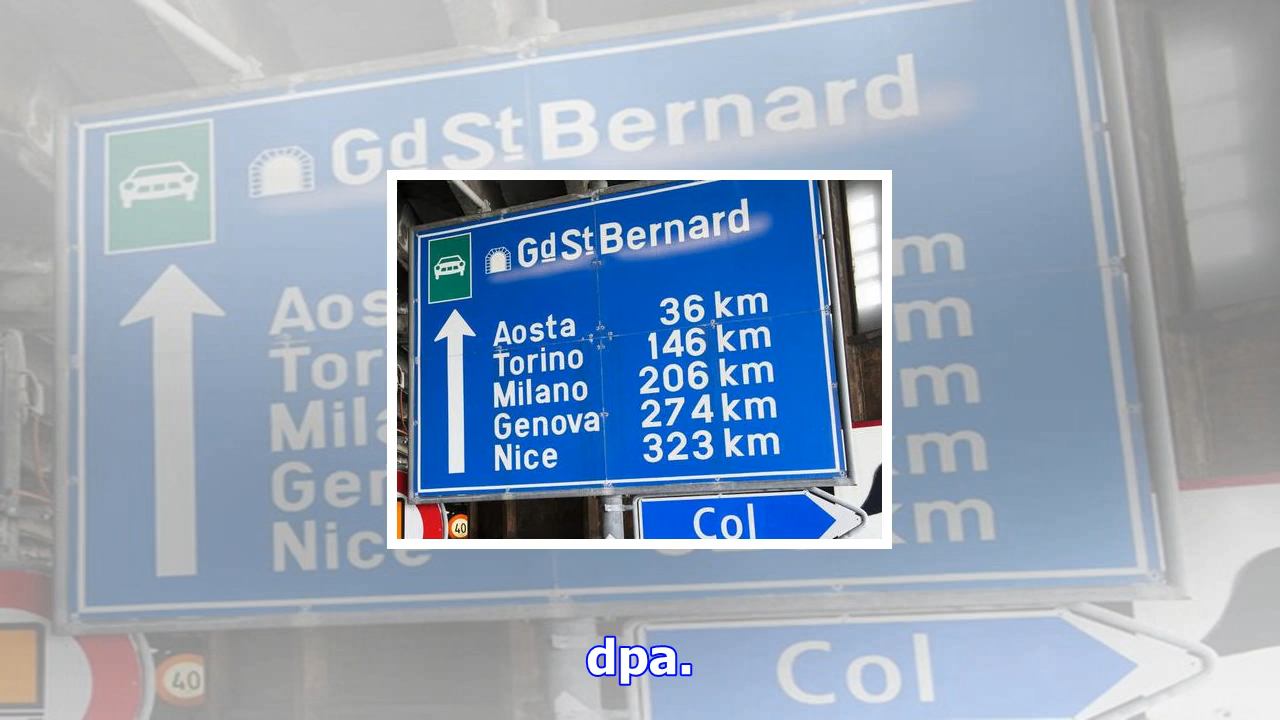 Gd St Bernard
Aosta 36 km
Torino 146 km
Milano 206 km
Genova 274 km
Nice 323 km
Col
40
dpa.